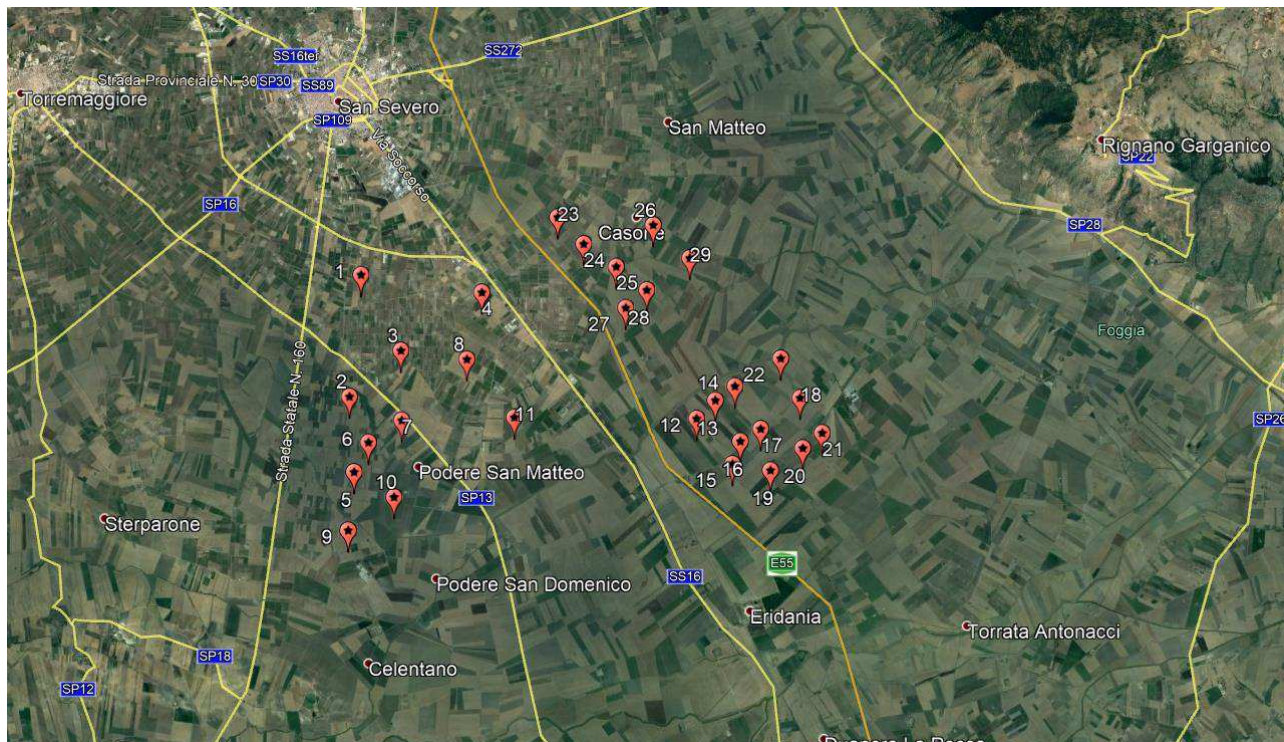 SS272
SS16ter
Strada Provinciale N. 30
SP30
SS89
Torremaggiore
San Severo
SP109
San Matteo
Via Soccorso
Rignano Garganico
SP22
SP16
SP28
23
26
Casone
24
29
1
25
4
27
28
Foggia
Strada Statale N. 160
3
8
2
14
22
18
SP26
7
11
12
13
17
21
6
16
20
5
Podere San Matteo
15
19
10
SP13
Sterparone
9
E55
SS16
Podere San Domenico
Eridania
Torrata Antonacci
SP18
Celentano
SP12